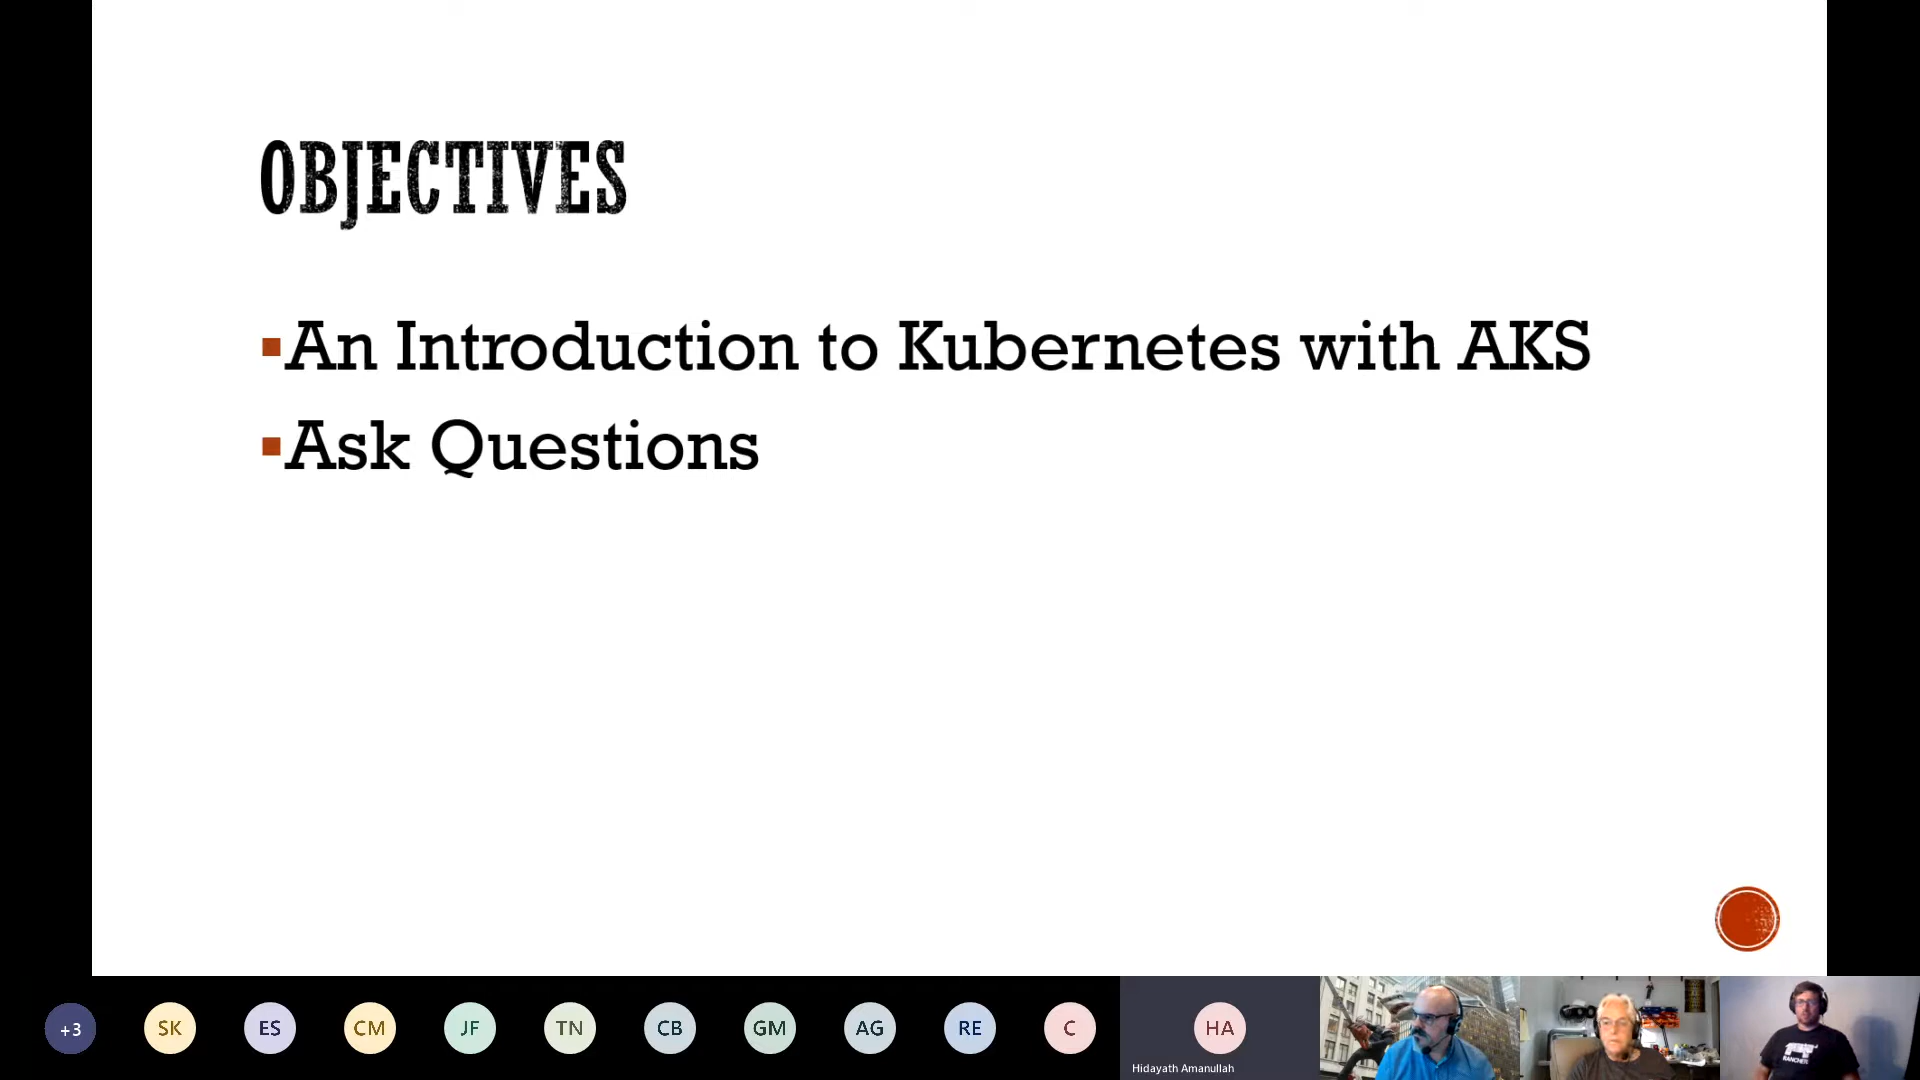 OBJECTIVES
An Introduction to Kubernetes with AKS
Ask Questions
+3
SK
ES
CM
JF
TN
CB
GM
AG
RE
C
HA
Hidayath Amanullah